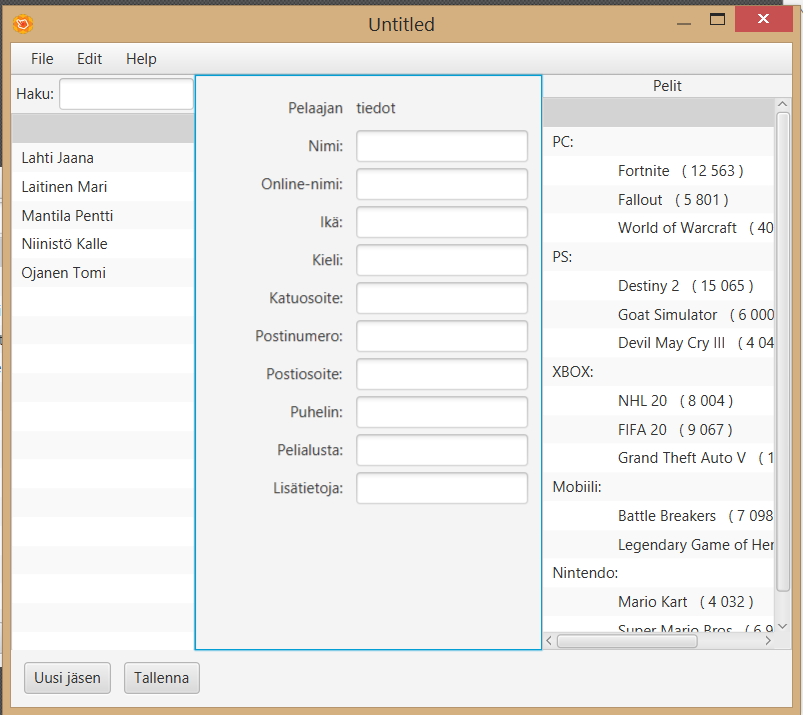 Untitled
File Edit Help
Haku:
Lahti Jaana
Laitinen Mari
Mantila Pentti
Niinistö Kalle
Ojanen Tomi
Pelaajan tiedot
Nimi:
Online-nimi:
Ikä:
Kieli:
Katuosoite:
Postinumero:
Postiosoite:
Puhelin:
Pelialusta:
Lisätietoja:
Pelit
PC:
Fortnite ( 12 563 )
Fallout ( 5 801 )
World of Warcraft ( 40
PS:
Destiny 2 ( 15 065 )
Goat Simulator ( 6 000
Devil May Cry III ( 4 04
XBOX:
NHL 20 ( 8 004 )
FIFA 20 ( 9 067 )
Grand Theft Auto V ( 1
Mobiili:
Battle Breakers ( 7 098
Legendary Game of Her
Nintendo:
Mario Kart ( 4 032 )
Super Mario Bros ( 6 9
Uusi jäsen
Tallenna